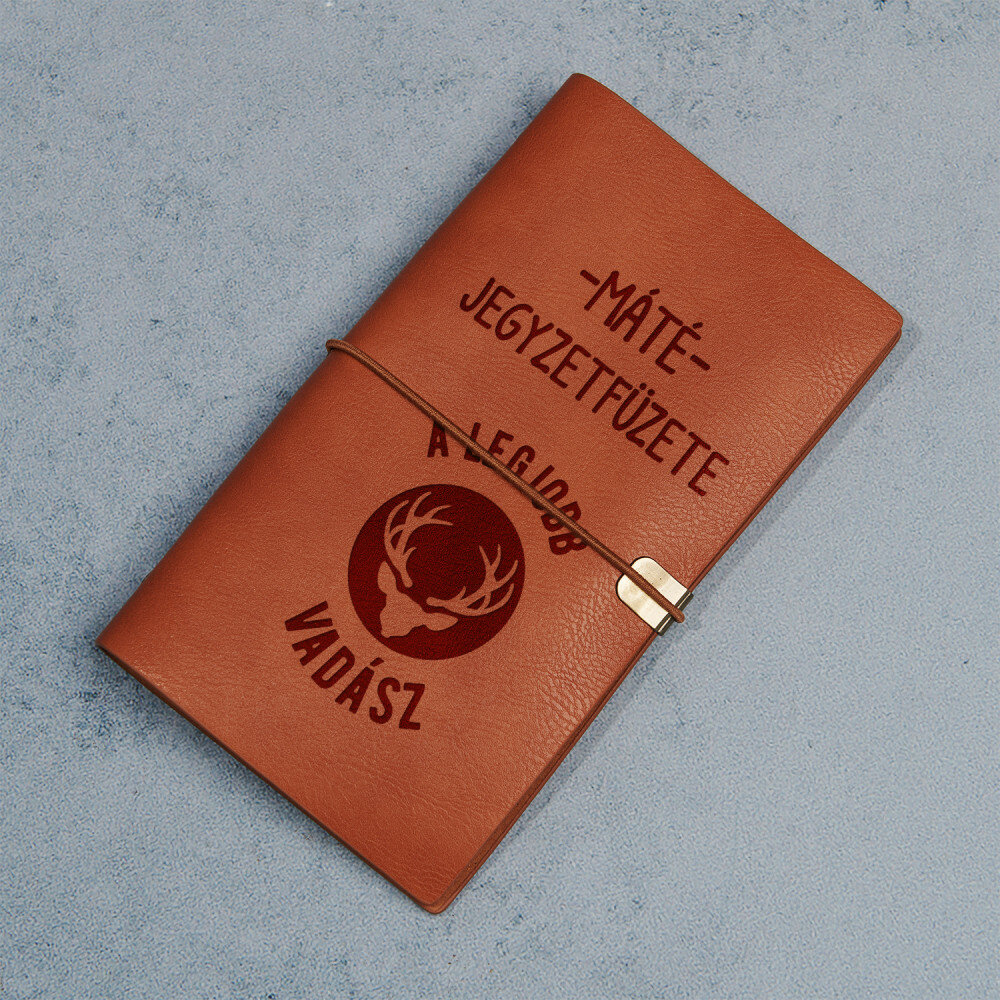 -MÁTÉ-
JEGYZETFÜZETE
A LEGJOBB
VADÁSZ